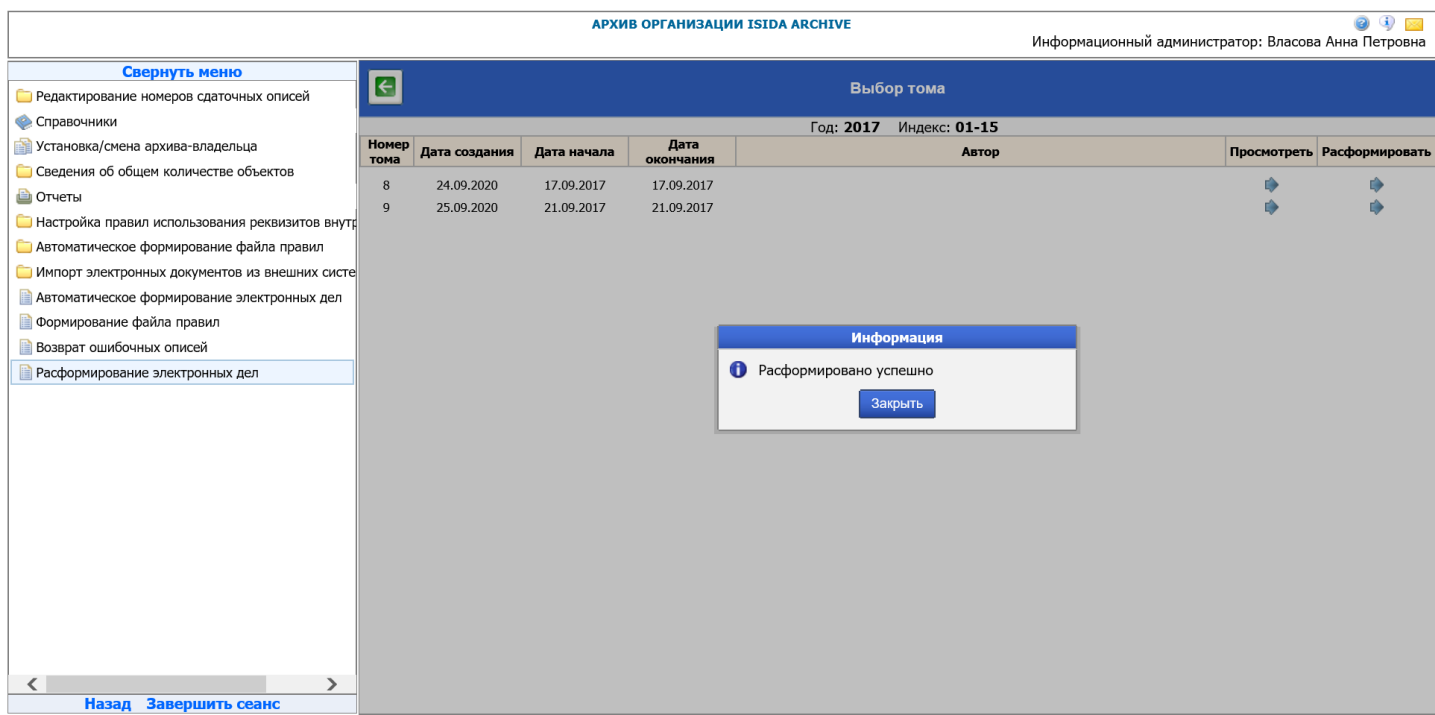 АРХИВ ОРГАНИЗАЦИИ ISIDA ARCHIVE
Информационный администратор: Власова Анна Петровна
Свернуть меню
Редактирование номеров сдаточных описей
Справочники
Установка/смена архива-владельца
Сведения об общем количестве объектов
Отчеты
Настройка правил использования реквизитов внутр
Автоматическое формирование файла правил
Импорт электронных документов из внешних систе
Автоматическое формирование электронных дел
Формирование файла правил
Возврат ошибочных описей
Расформирование электронных дел
Назад Завершить сеанс
Выбор тома
Год: 2017 Индекс: 01-15
Номер тома Дата создания Дата начала Дата окончания Автор Просмотреть Расформировать
8 24.09.2020 17.09.2017 17.09.2017
9 25.09.2020 21.09.2017 21.09.2017
Информация
Расформировано успешно
Закрыть